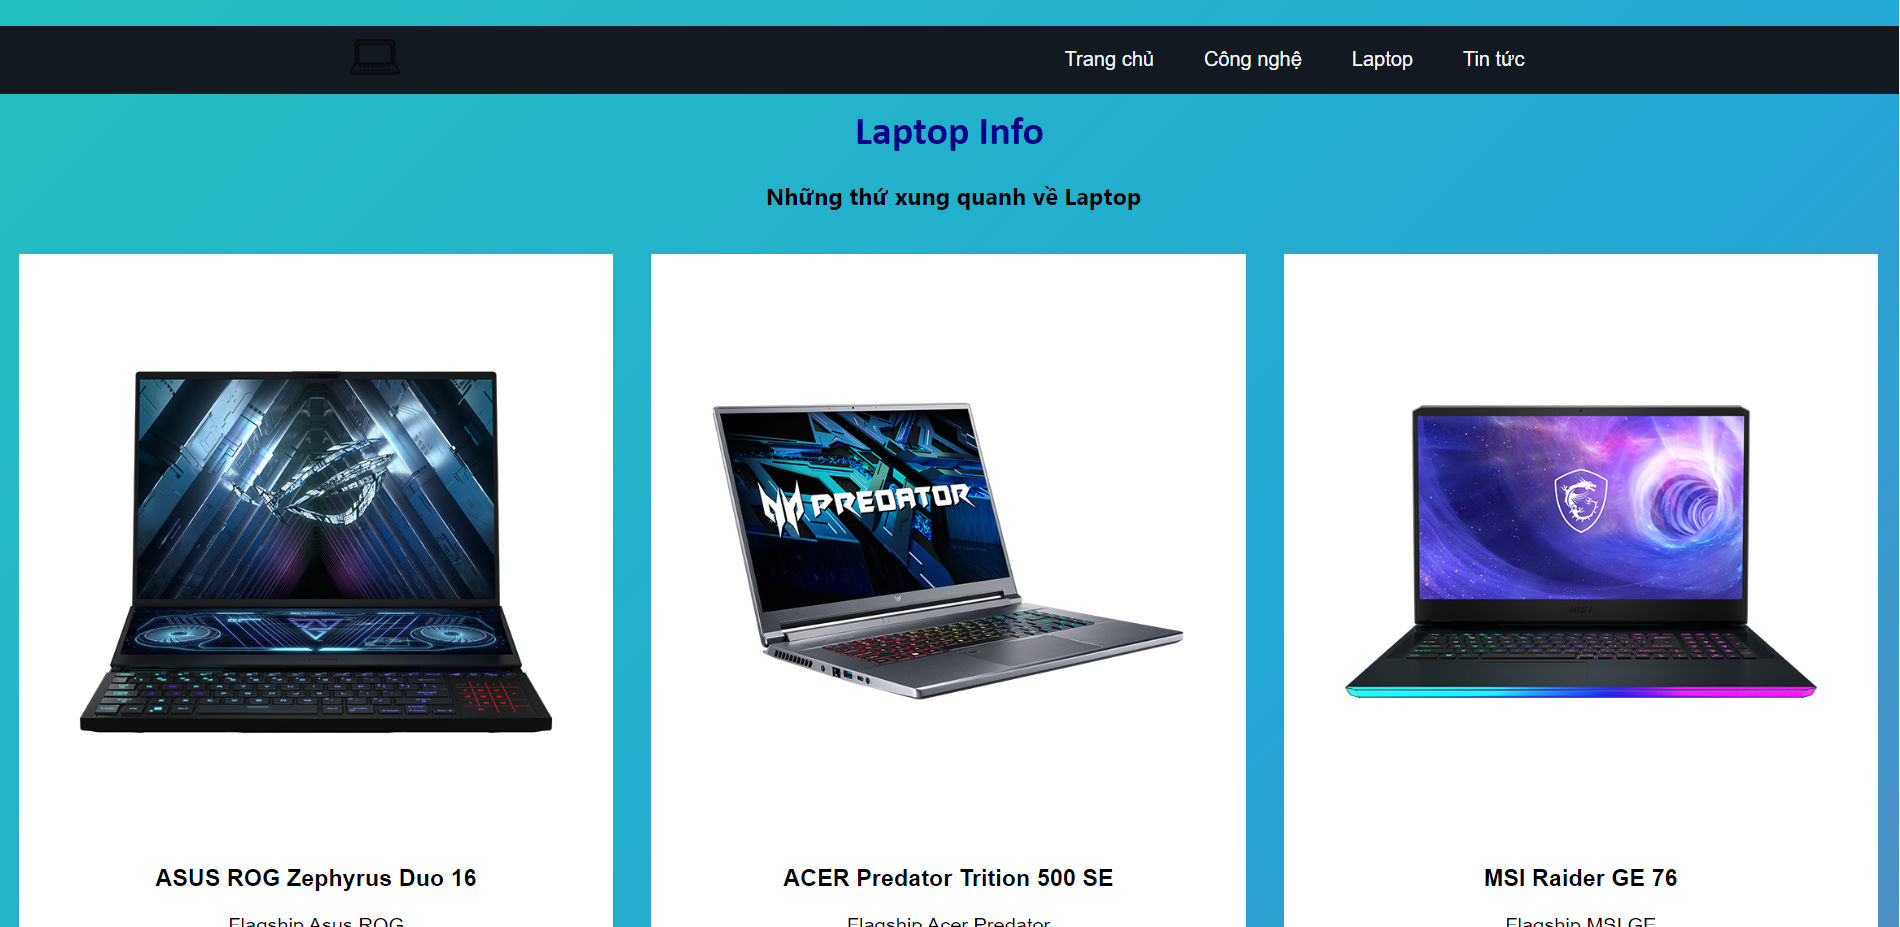 Trang chủ Công nghệ Laptop Tin tức
Laptop Info
Những thứ xung quanh về Laptop
PREDATOR
msi
ASUS ROG Zephyrus Duo 16
ACER Predator Trition 500 SE
MSI Raider GE 76
Flagship Asus ROG
Flagship Acer Predator
Flagship MSI GE